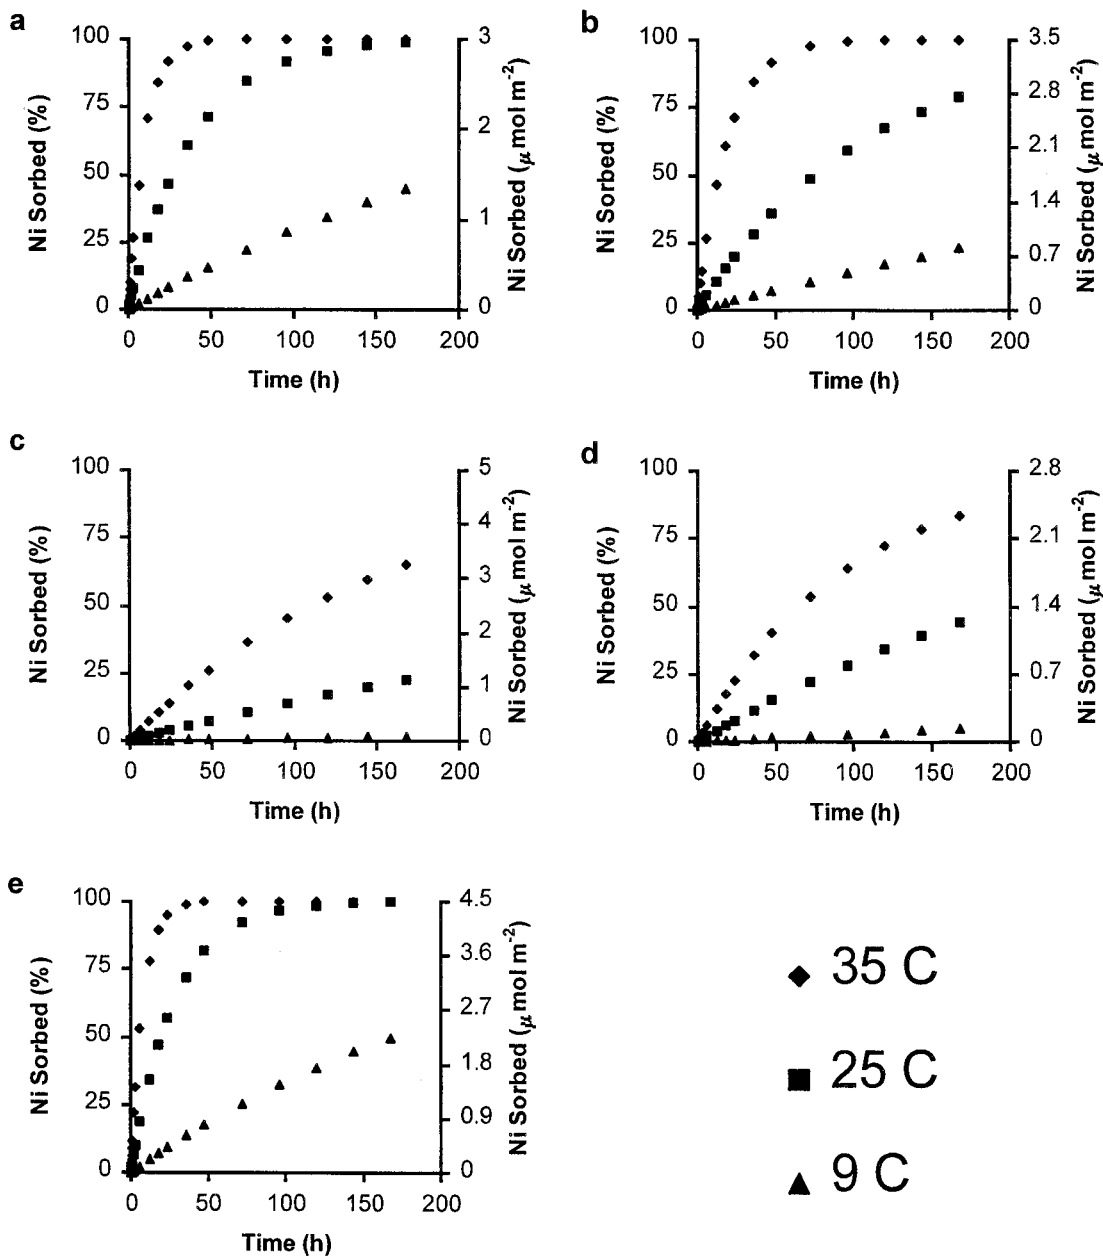 a
100
75
50
25
0
Ni Sorbed (%)
3
2
1
0
Ni Sorbed (μmol m-2)
0 50 100 150 200
Time (h)
b
100
75
50
25
0
Ni Sorbed (%)
3.5
2.8
2.1
1.4
0.7
0
Ni Sorbed (μmol m-2)
0 50 100 150 200
Time (h)
c
100
75
50
25
0
Ni Sorbed (%)
5
4
3
2
1
0
Ni Sorbed (μmol m-2)
0 50 100 150 200
Time (h)
d
100
75
50
25
0
Ni Sorbed (%)
2.8
2.1
1.4
0.7
0
Ni Sorbed (μmol m-2)
0 50 100 150 200
Time (h)
e
100
75
50
25
0
Ni Sorbed (%)
4.5
3.6
2.7
1.8
0.9
0
Ni Sorbed (μmol m-2)
0 50 100 150 200
Time (h)
35 C
25 C
9 C